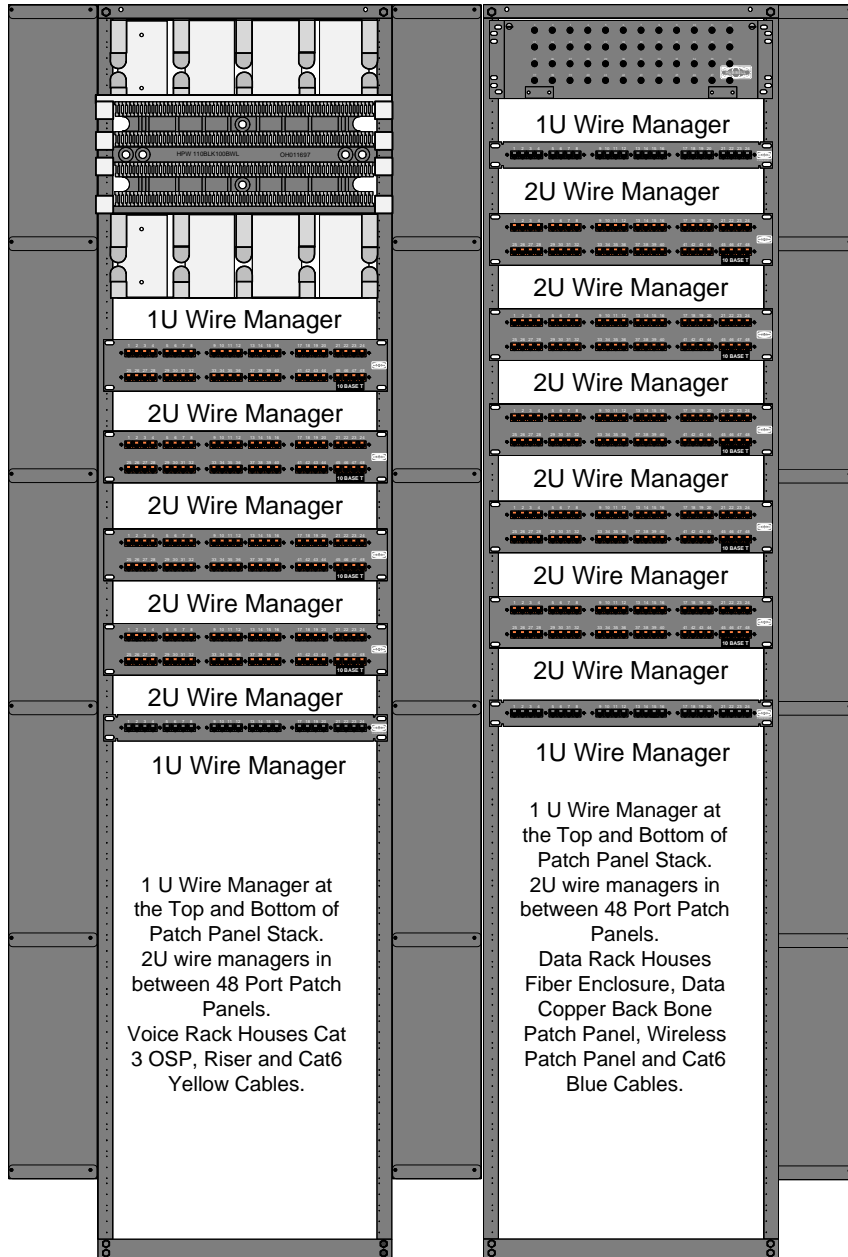 HPW 110BLK100BWL OH011697
1U Wire Manager
10 BASE T
2U Wire Manager
10 BASE T
2U Wire Manager
10 BASE T
2U Wire Manager
10 BASE T
2U Wire Manager
1U Wire Manager
1 U Wire Manager at
the Top and Bottom of
Patch Panel Stack.
2U wire managers in
between 48 Port Patch
Panels.
Voice Rack Houses Cat
3 OSP, Riser and Cat6
Yellow Cables.
1U Wire Manager
2U Wire Manager
10 BASE T
2U Wire Manager
10 BASE T
2U Wire Manager
10 BASE T
2U Wire Manager
10 BASE T
2U Wire Manager
10 BASE T
2U Wire Manager
1U Wire Manager
1 U Wire Manager at
the Top and Bottom of
Patch Panel Stack.
2U wire managers in
between 48 Port Patch
Panels.
Data Rack Houses
Fiber Enclosure, Data
Copper Back Bone
Patch Panel, Wireless
Patch Panel and Cat6
Blue Cables.